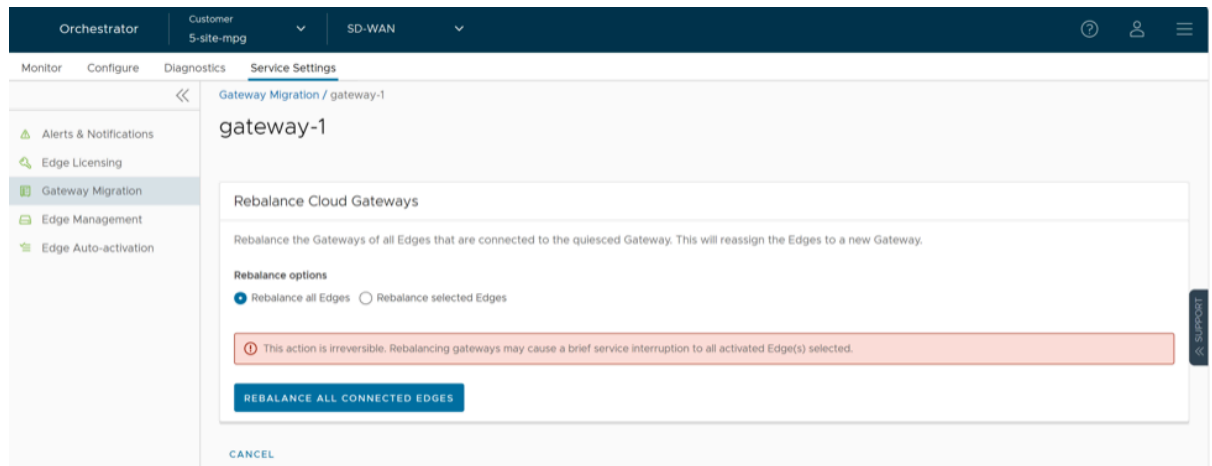 Orchestrator
Customer
5-site-mpg
SD-WAN
Monitor Configure Diagnostics Service Settings
Gateway Migration / gateway-1
gateway-1
Alerts & Notifications
Edge Licensing
Gateway Migration
Edge Management
Edge Auto-activation
Rebalance Cloud Gateways
Rebalance the Gateways of all Edges that are connected to the quiesced Gateway. This will reassign the Edges to a new Gateway.
Rebalance options
Rebalance all Edges Rebalance selected Edges
This action is irreversible. Rebalancing gateways may cause a brief service interruption to all activated Edge(s) selected.
REBALANCE ALL CONNECTED EDGES
CANCEL
SUPPORT